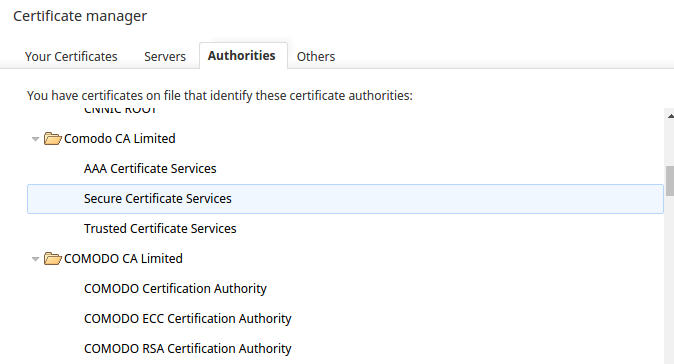 Certificate manager
Your Certificates Servers Authorities Others
You have certificates on file that identify these certificate authorities:
CNNIC ROOT
Comodo CA Limited
AAA Certificate Services
Secure Certificate Services
Trusted Certificate Services
COMODO CA Limited
COMODO Certification Authority
COMODO ECC Certification Authority
COMODO RSA Certification Authority